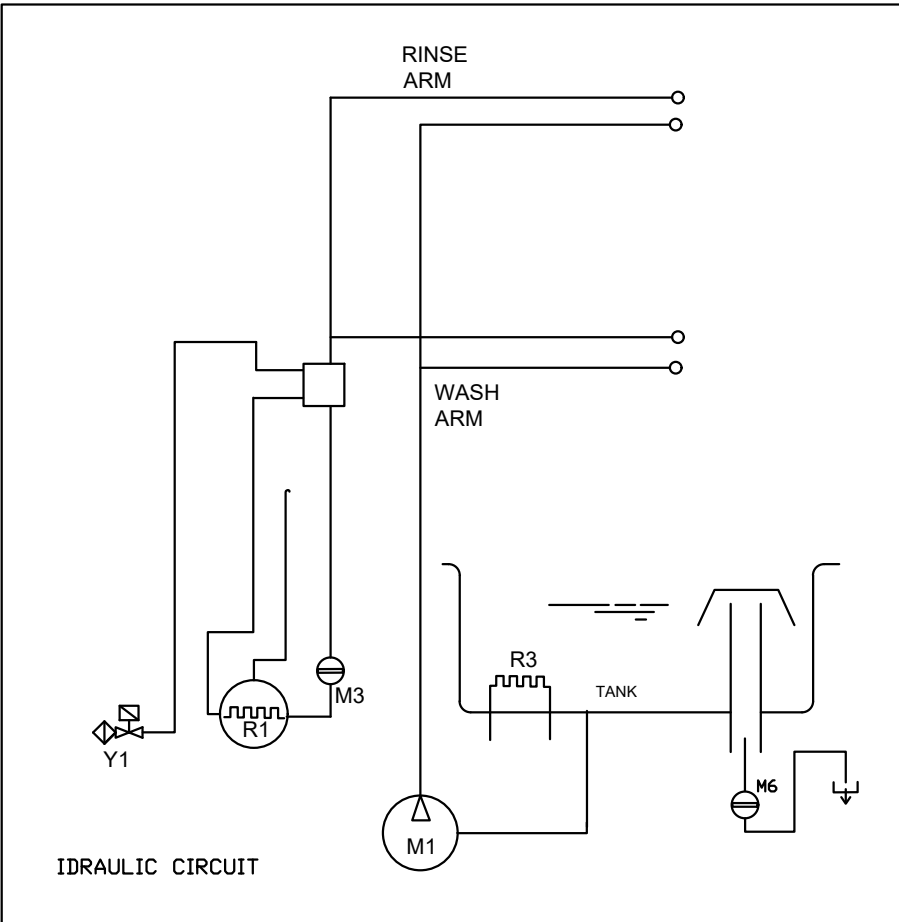 RINSE
ARM
WASH
ARM
R3
TANK
M3
R1
Y1
M6
M1
IDRAULIC CIRCUIT